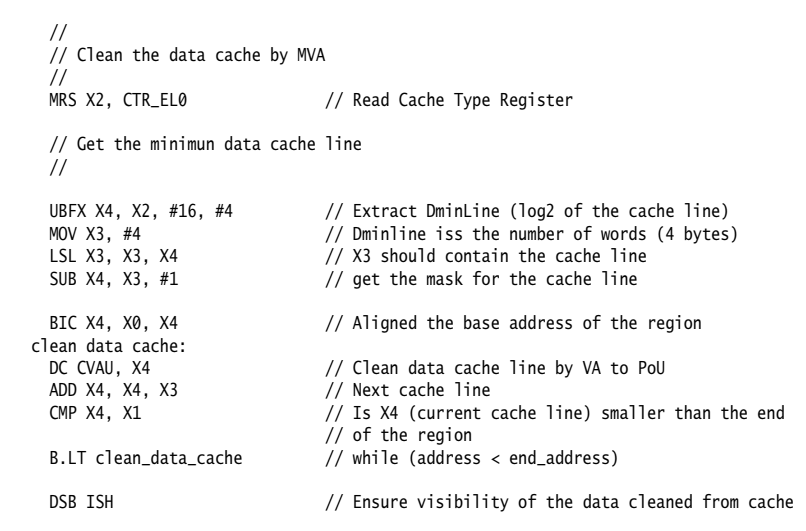 //
// Clean the data cache by MVA
//
MRS X2, CTR_EL0 // Read Cache Type Register
// Get the minimun data cache line
//
UBFX X4, X2, #16, #4 // Extract DminLine (log2 of the cache line)
MOV X3, #4 // Dminline iss the number of words (4 bytes)
LSL X3, X3, X4 // X3 should contain the cache line
SUB X4, X3, #1 // get the mask for the cache line
BIC X4, X0, X4 // Aligned the base address of the region
clean data cache:
DC CVAU, X4 // Clean data cache line by VA to PoU
ADD X4, X4, X3 // Next cache line
CMP X4, X1 // Is X4 (current cache line) smaller than the end
// of the region
B.LT clean_data_cache // while (address < end_address)
DSB ISH // Ensure visibility of the data cleaned from cache